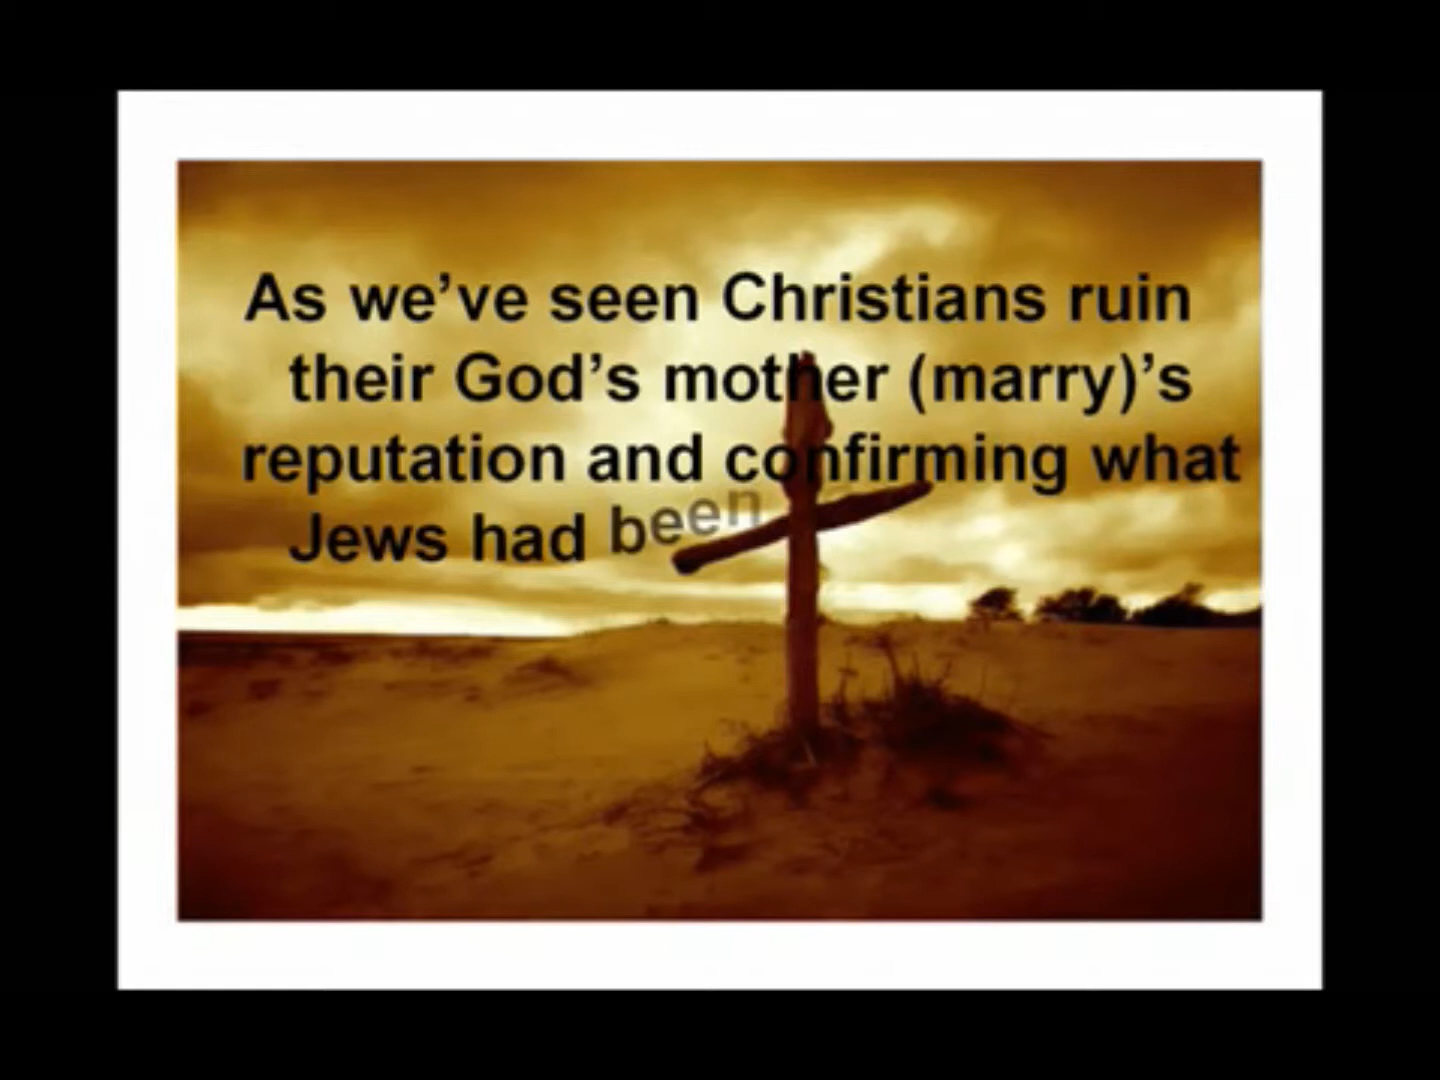 As we’ve seen Christians ruin
their God’s mother (marry)’s
reputation and confirming what
Jews had been